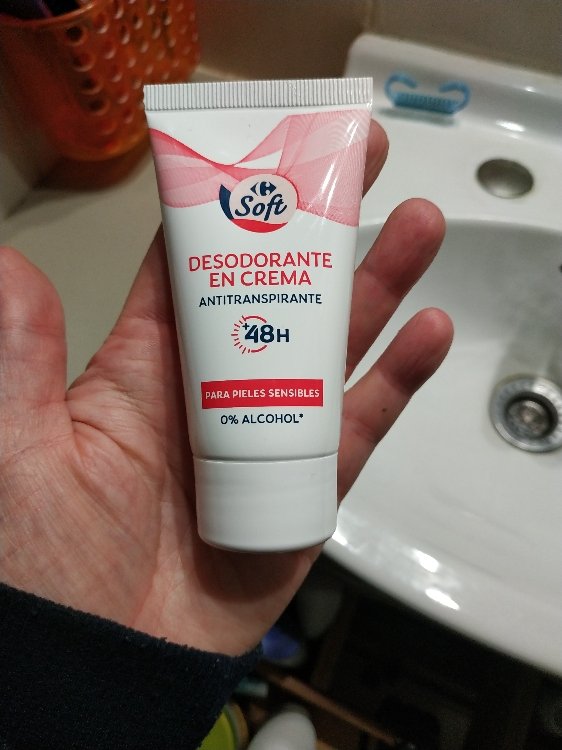 Soft
DESODORANTE
EN CREMA
ANTITRANSPIRANTE
+48H
PARA PIELES SENSIBLES
0% ALCOHOL*